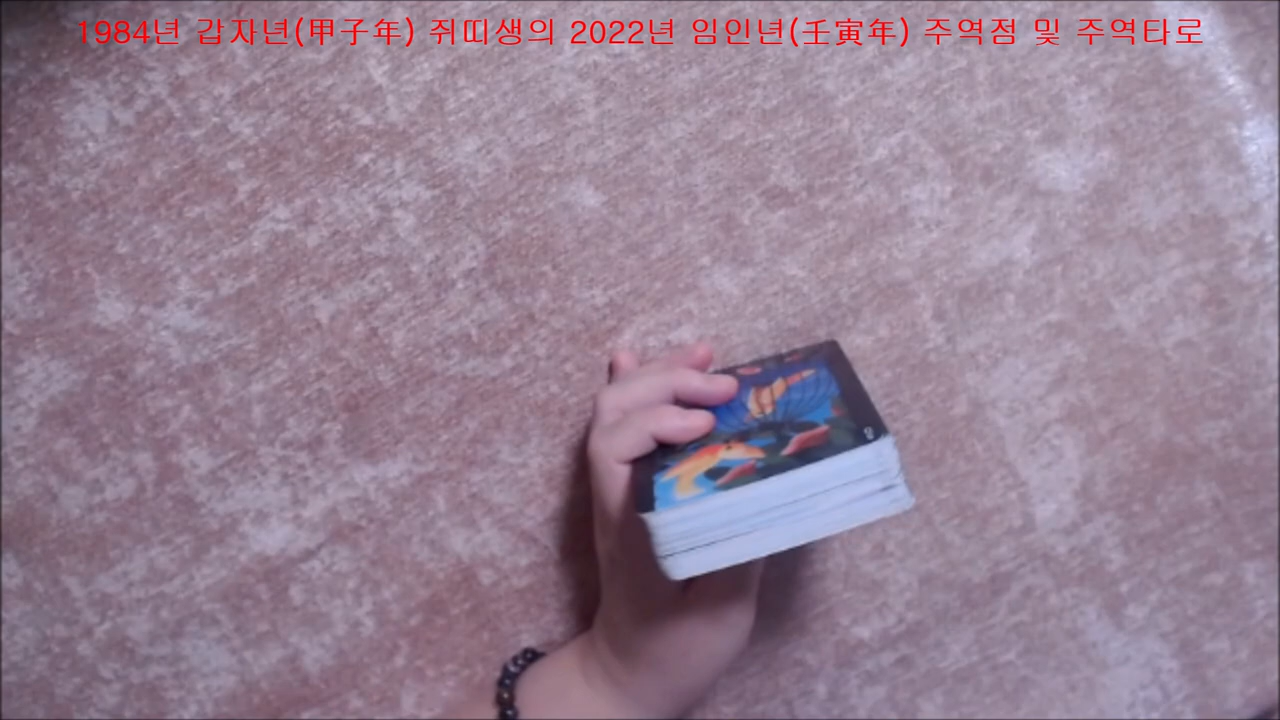 1984년 갑자년(甲子年) 쥐띠생의 2022년 임인년(壬寅年) 주역점 및 주역타로